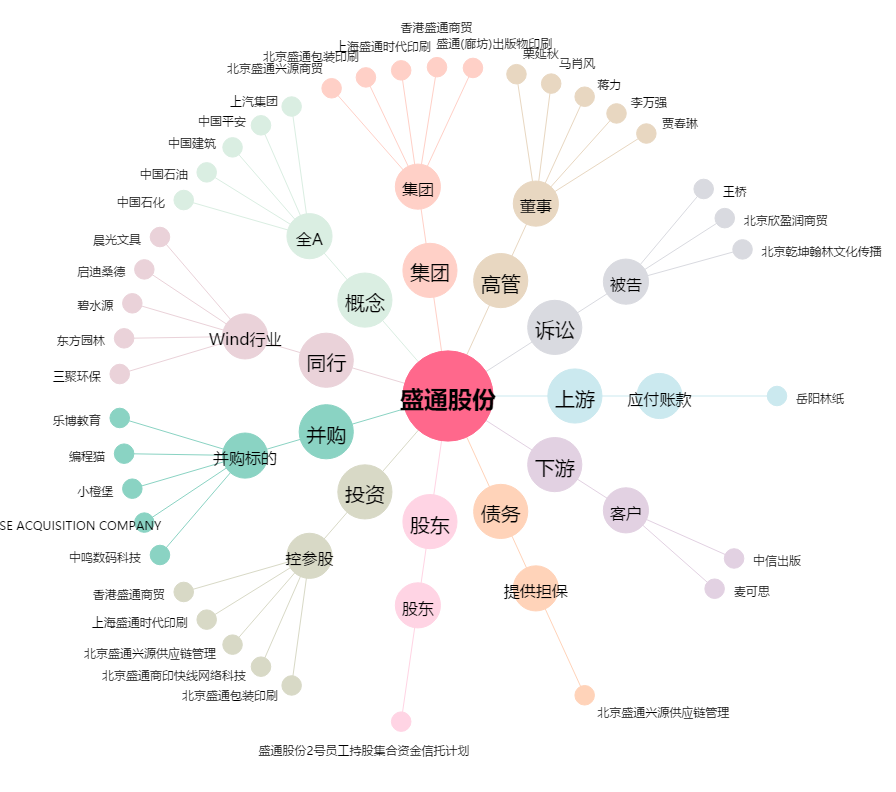 香港盛通商贸
上海盛通时代印刷
盛通(廊坊)出版物印刷
北京盛通包装印刷
北京盛通兴源商贸
栗延秋
马肖风
蒋力
李万强
贾春琳
上汽集团
中国平安
中国建筑
中国石油
中国石化
集团
董事
王桥
北京欣盈润商贸
北京乾坤翰林文化传播
晨光文具
启迪桑德
碧水源
东方园林
三聚环保
全A
集团
高管
被告
概念
诉讼
Wind行业
同行
盛通股份
上游
应付账款
岳阳林纸
乐博教育
编程猫
小橙堡
SE ACQUISITION COMPANY
中鸣数码科技
并购标的
并购
下游
客户
中信出版
麦可思
投资
股东
债务
控参股
股东
提供担保
香港盛通商贸
上海盛通时代印刷
北京盛通兴源供应链管理
北京盛通商印快线网络科技
北京盛通包装印刷
北京盛通兴源供应链管理
盛通股份2号员工持股集合资金信托计划